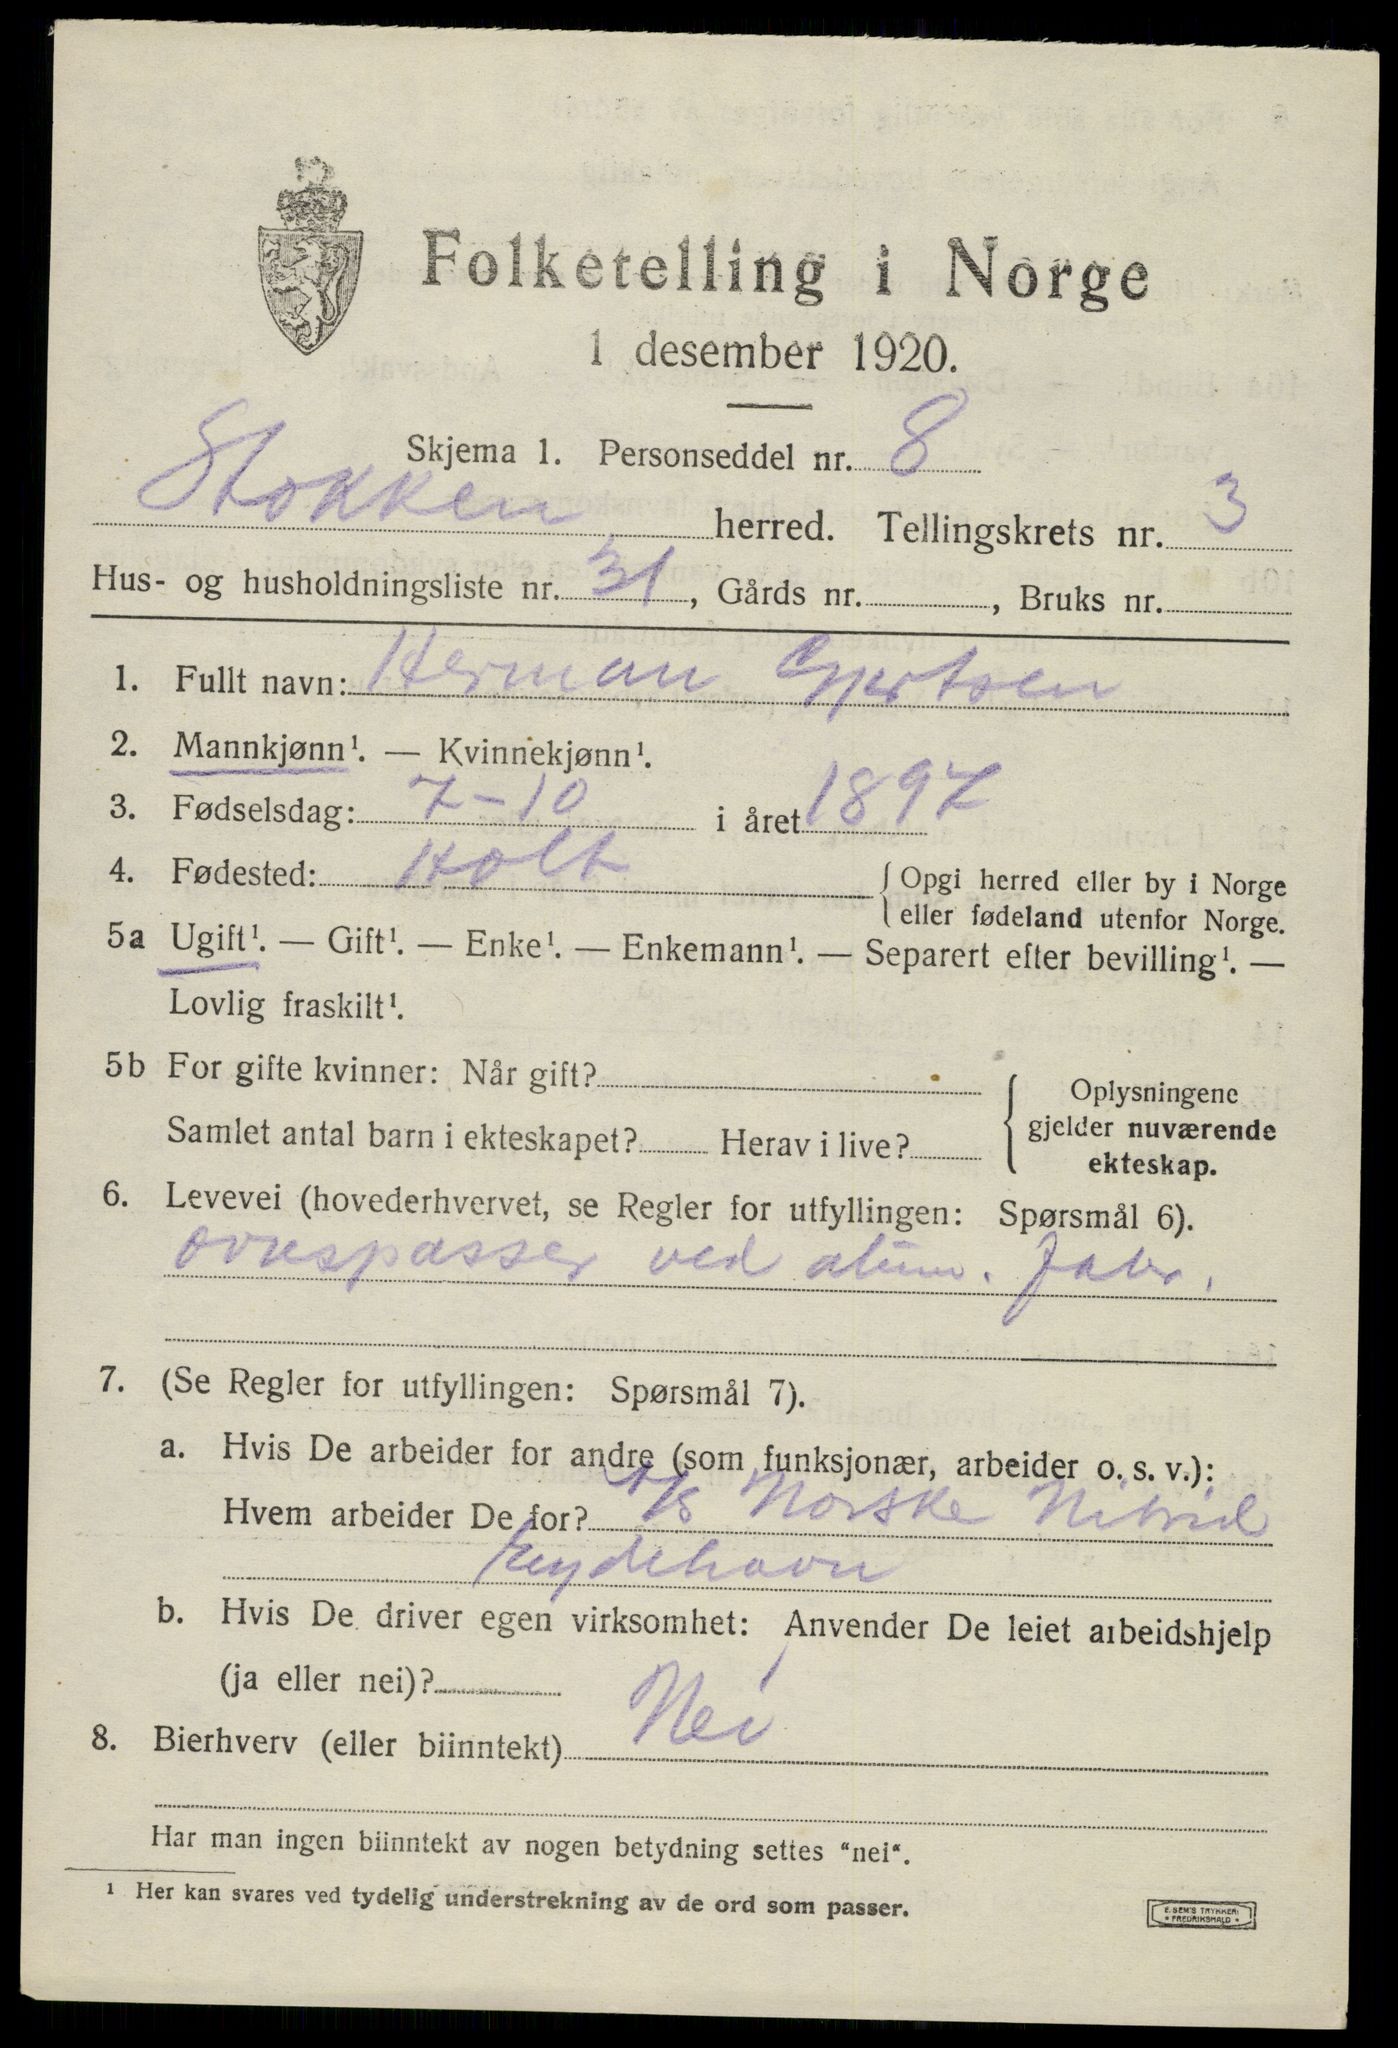 Folketelling i Norge
1 desember 1920.
Skjema 1. Personseddel nr. 8
Stokken herred. Tellingskrets nr. 3
Hus- og husholdningsliste nr. 31, Gårds nr. , Bruks nr.
1. Fullt navn: Herman Gjertsen
2. Mannkjønn¹. — Kvinnekjønn¹.
3. Fødselsdag: 7-10 i året 1897
4. Fødested: Holt { Opgi herred eller by i Norge
eller fødeland utenfor Norge.
5a Ugift¹. — Gift¹. — Enke¹. — Enkemann¹. — Separert efter bevilling¹. —
Lovlig fraskilt¹.
5b For gifte kvinner: Når gift?
Samlet antal barn i ekteskapet? Herav i live?
{ Oplysningene
gjelder nuværende
ekteskap.
6. Levevei (hovederhvervet, se Regler for utfyllingen: Spørsmål 6).
ovnspasser ved alum. fabr.
7. (Se Regler for utfyllingen: Spørsmål 7).
a. Hvis De arbeider for andre (som funksjonær, arbeider o. s. v.):
Hvem arbeider De for? A/S Norske Nitrid
Eydehavn
b. Hvis De driver egen virksomhet: Anvender De leiet arbeidshjelp
(ja eller nei)?
8. Bierhverv (eller biinntekt) Nei
Har man ingen biinntekt av nogen betydning settes "nei".
¹ Her kan svares ved tydelig understrekning av de ord som passer.
E. SEM'S TRYKKERI
* FREDRIKSHALD *